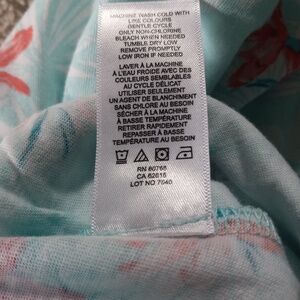 MACHINE WASH COLD WITH
LIKE COLOURS
GENTLE CYCLE
ONLY NON-CHLORINE
BLEACH WHEN NEEDED
TUMBLE DRY LOW
REMOVE PROMPTLY
LOW IRON IF NEEDED
LAVER À LA MACHINE
À L'EAU FROIDE AVEC DES
COULEURS SEMBLABLES
AU CYCLE DÉLICAT
UTILISER SEULEMENT
UN AGENT DE BLANCHIMENT
SANS CHLORE AU BESOIN
SÉCHER À LA MACHINE
À BASSE TEMPÉRATURE
RETIRER RAPIDEMENT
REPASSER À BASSE
TEMPÉRATURE AU BESOIN
RN 60766
CA 62615
LOT NO 7040